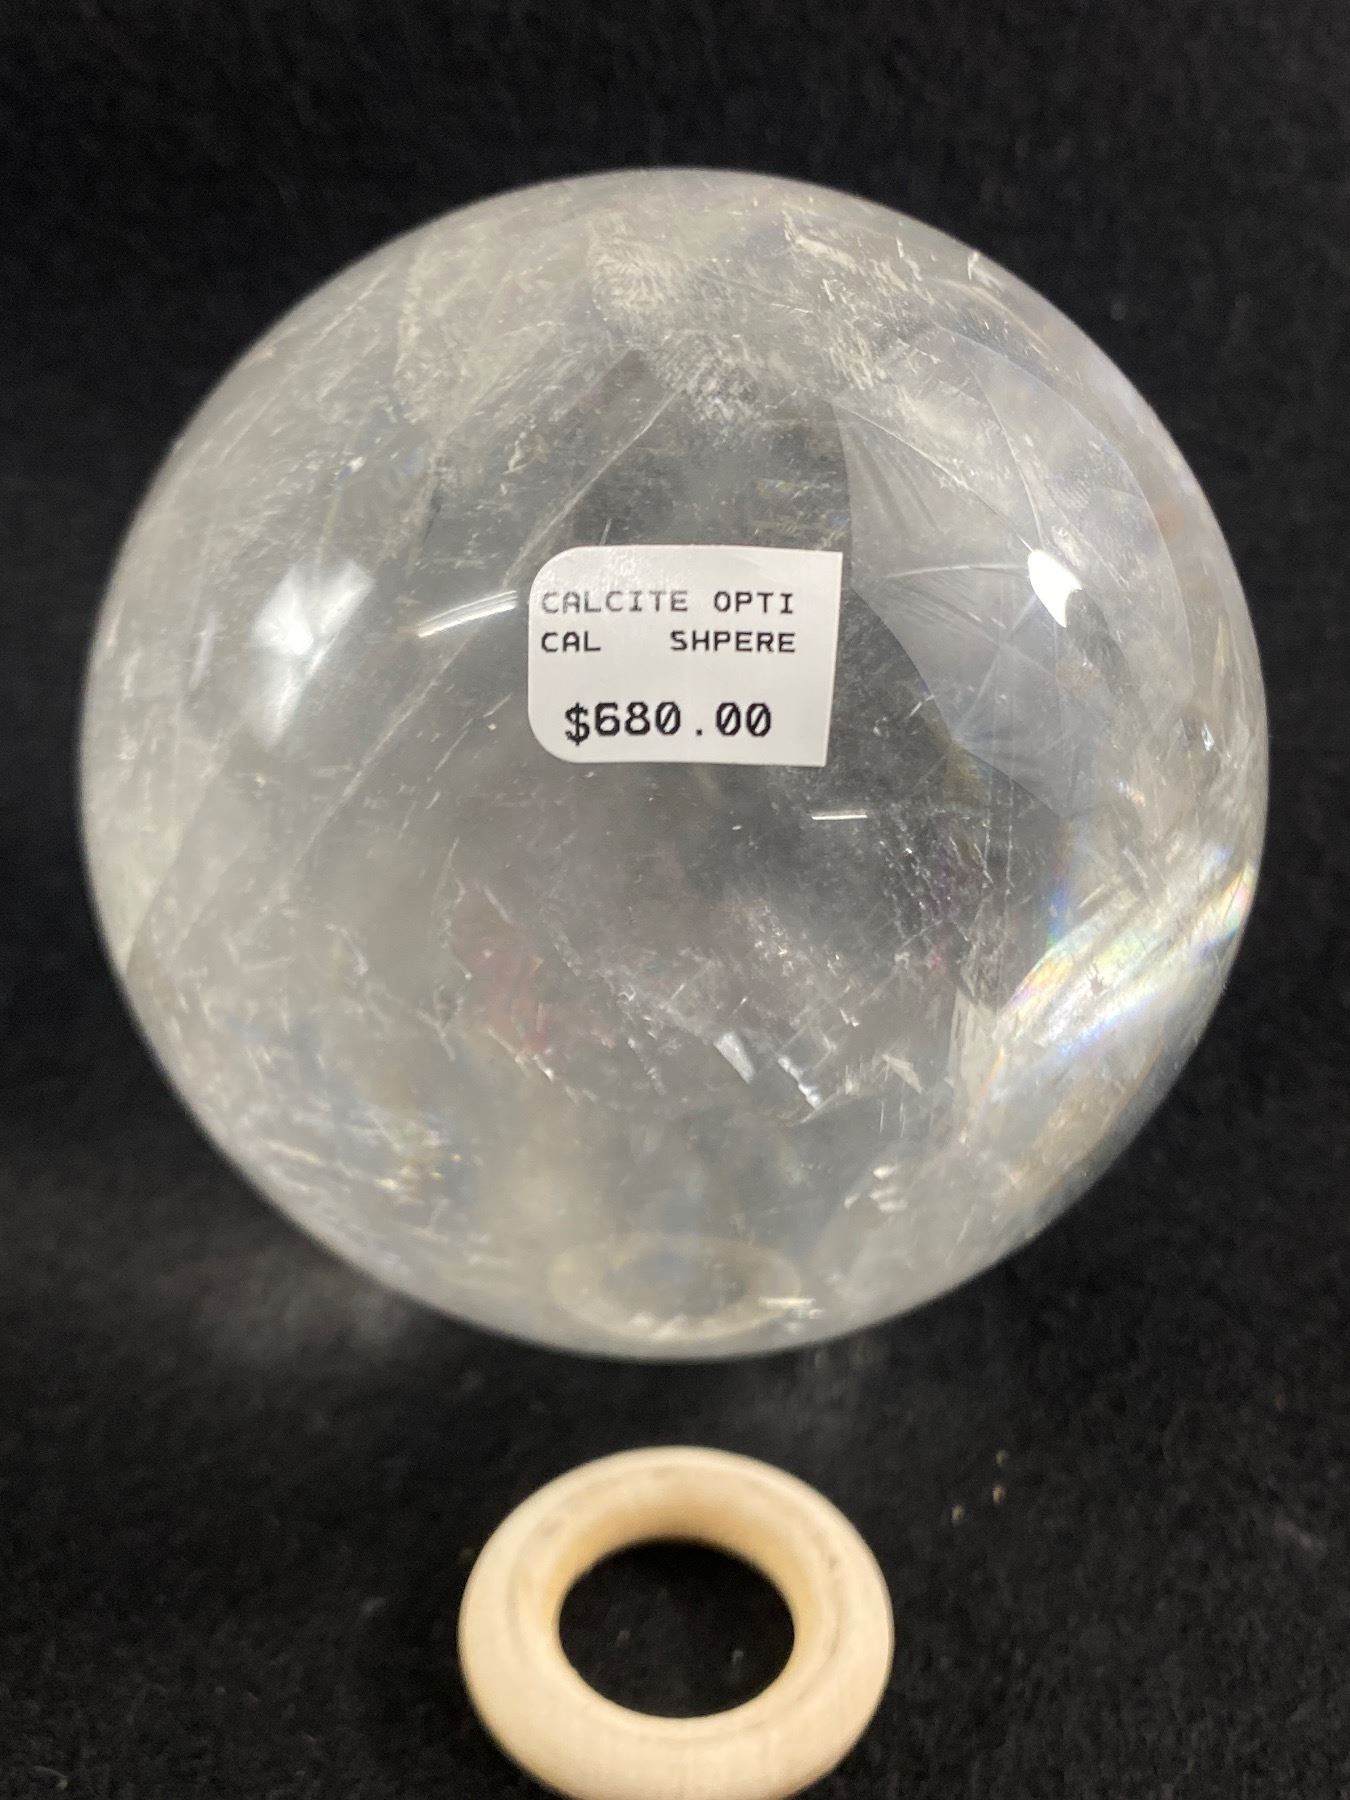 CALCITE OPTI
CAL SHPERE
$680.00